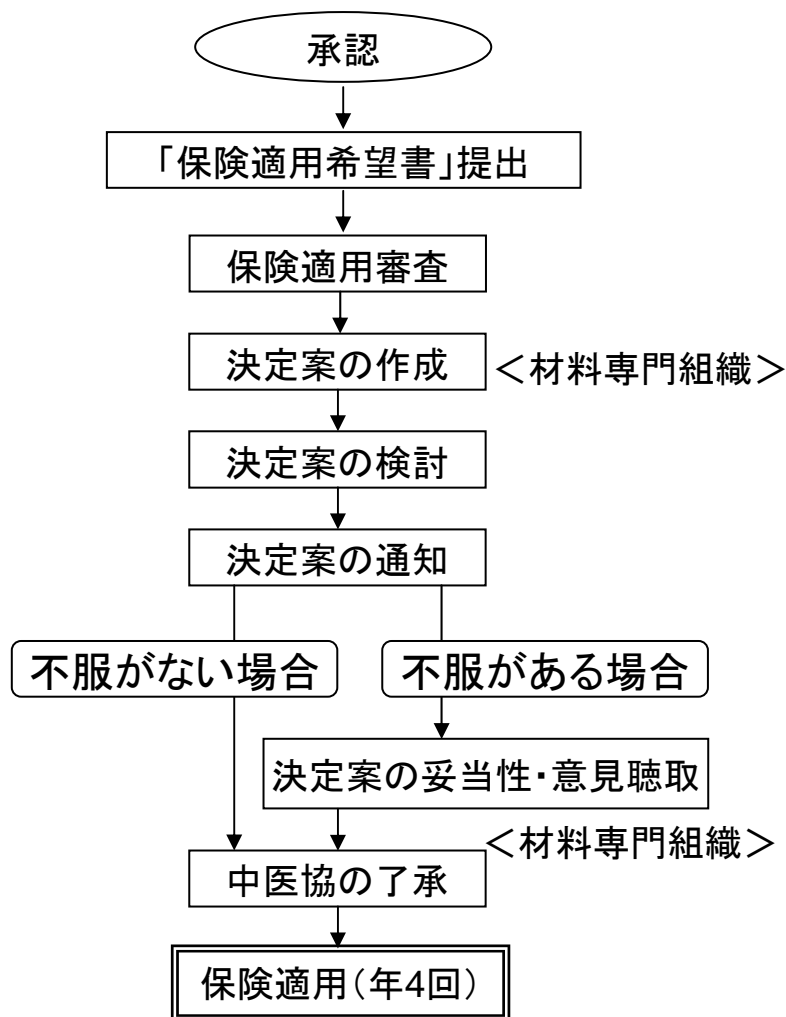 承認
「保険適用希望書」提出
保険適用審査
決定案の作成
＜材料専門組織＞
決定案の検討
決定案の通知
不服がない場合
不服がある場合
決定案の妥当性・意見聴取
＜材料専門組織＞
中医協の了承
保険適用（年4回）